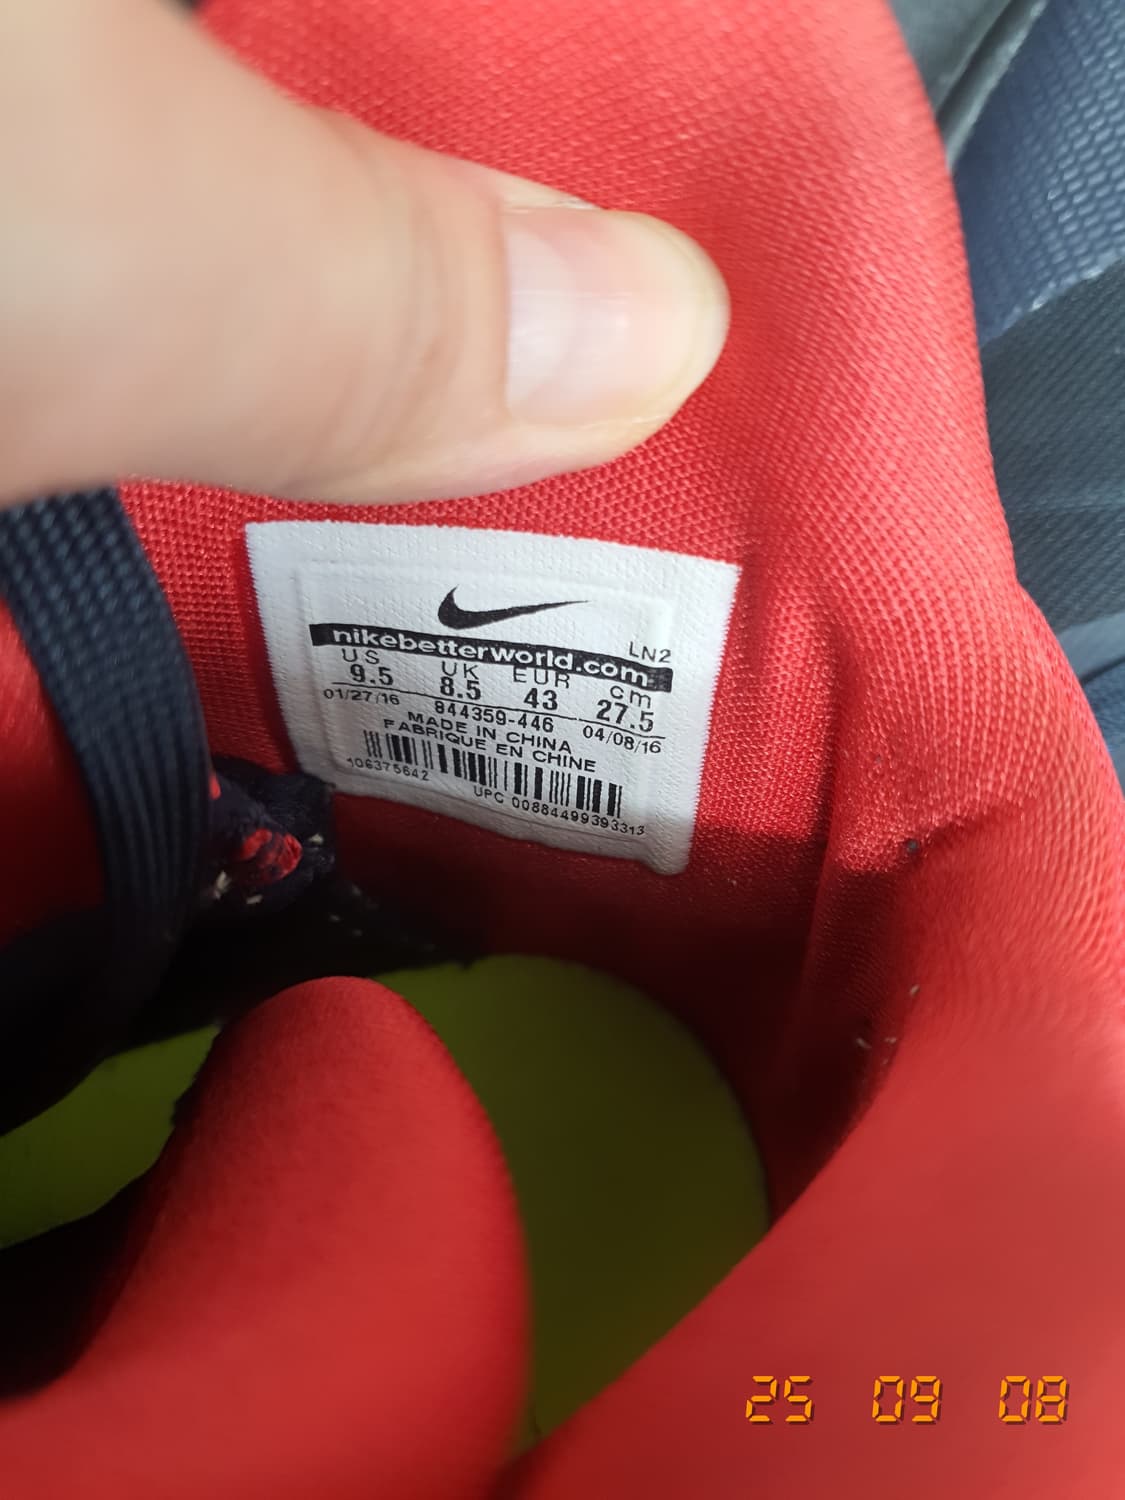 LN2
nikebetterworld.com
US UK EUR cm
9.5 8.5 43 27.5
01/27/16 844359-446 04/08/16
MADE IN CHINA
FABRIQUE EN CHINE
106375642
UPC 00884499393313
25 09 08